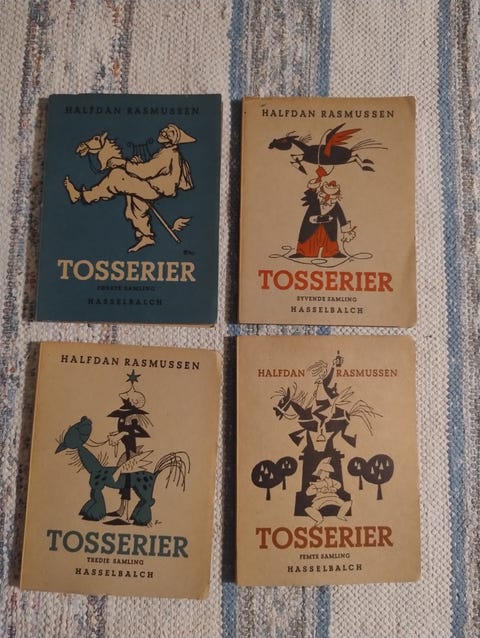 HALFDAN RASMUSSEN
TOSSERIER
FØRSTE SAMLING
HASSELBALCH
HALFDAN RASMUSSEN
TOSSERIER
SYVENDE SAMLING
HASSELBALCH
HALFDAN RASMUSSEN
TOSSERIER
TREDIE SAMLING
HASSELBALCH
HALFDAN RASMUSSEN
TOSSERIER
FEMTE SAMLING
HASSELBALCH